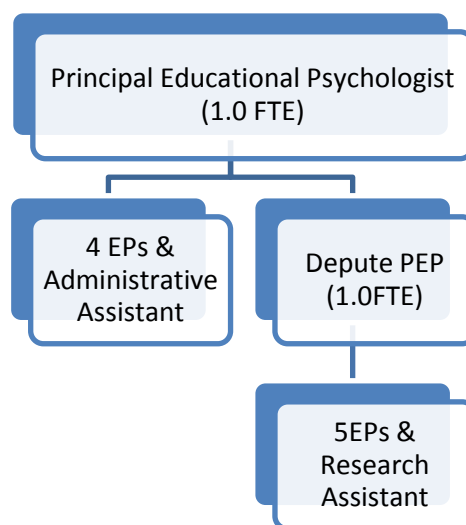 Principal Educational Psychologist
(1.0 FTE)
4 EPs &
Administrative
Assistant
Depute PEP
(1.0FTE)
5EPs &
Research
Assistant